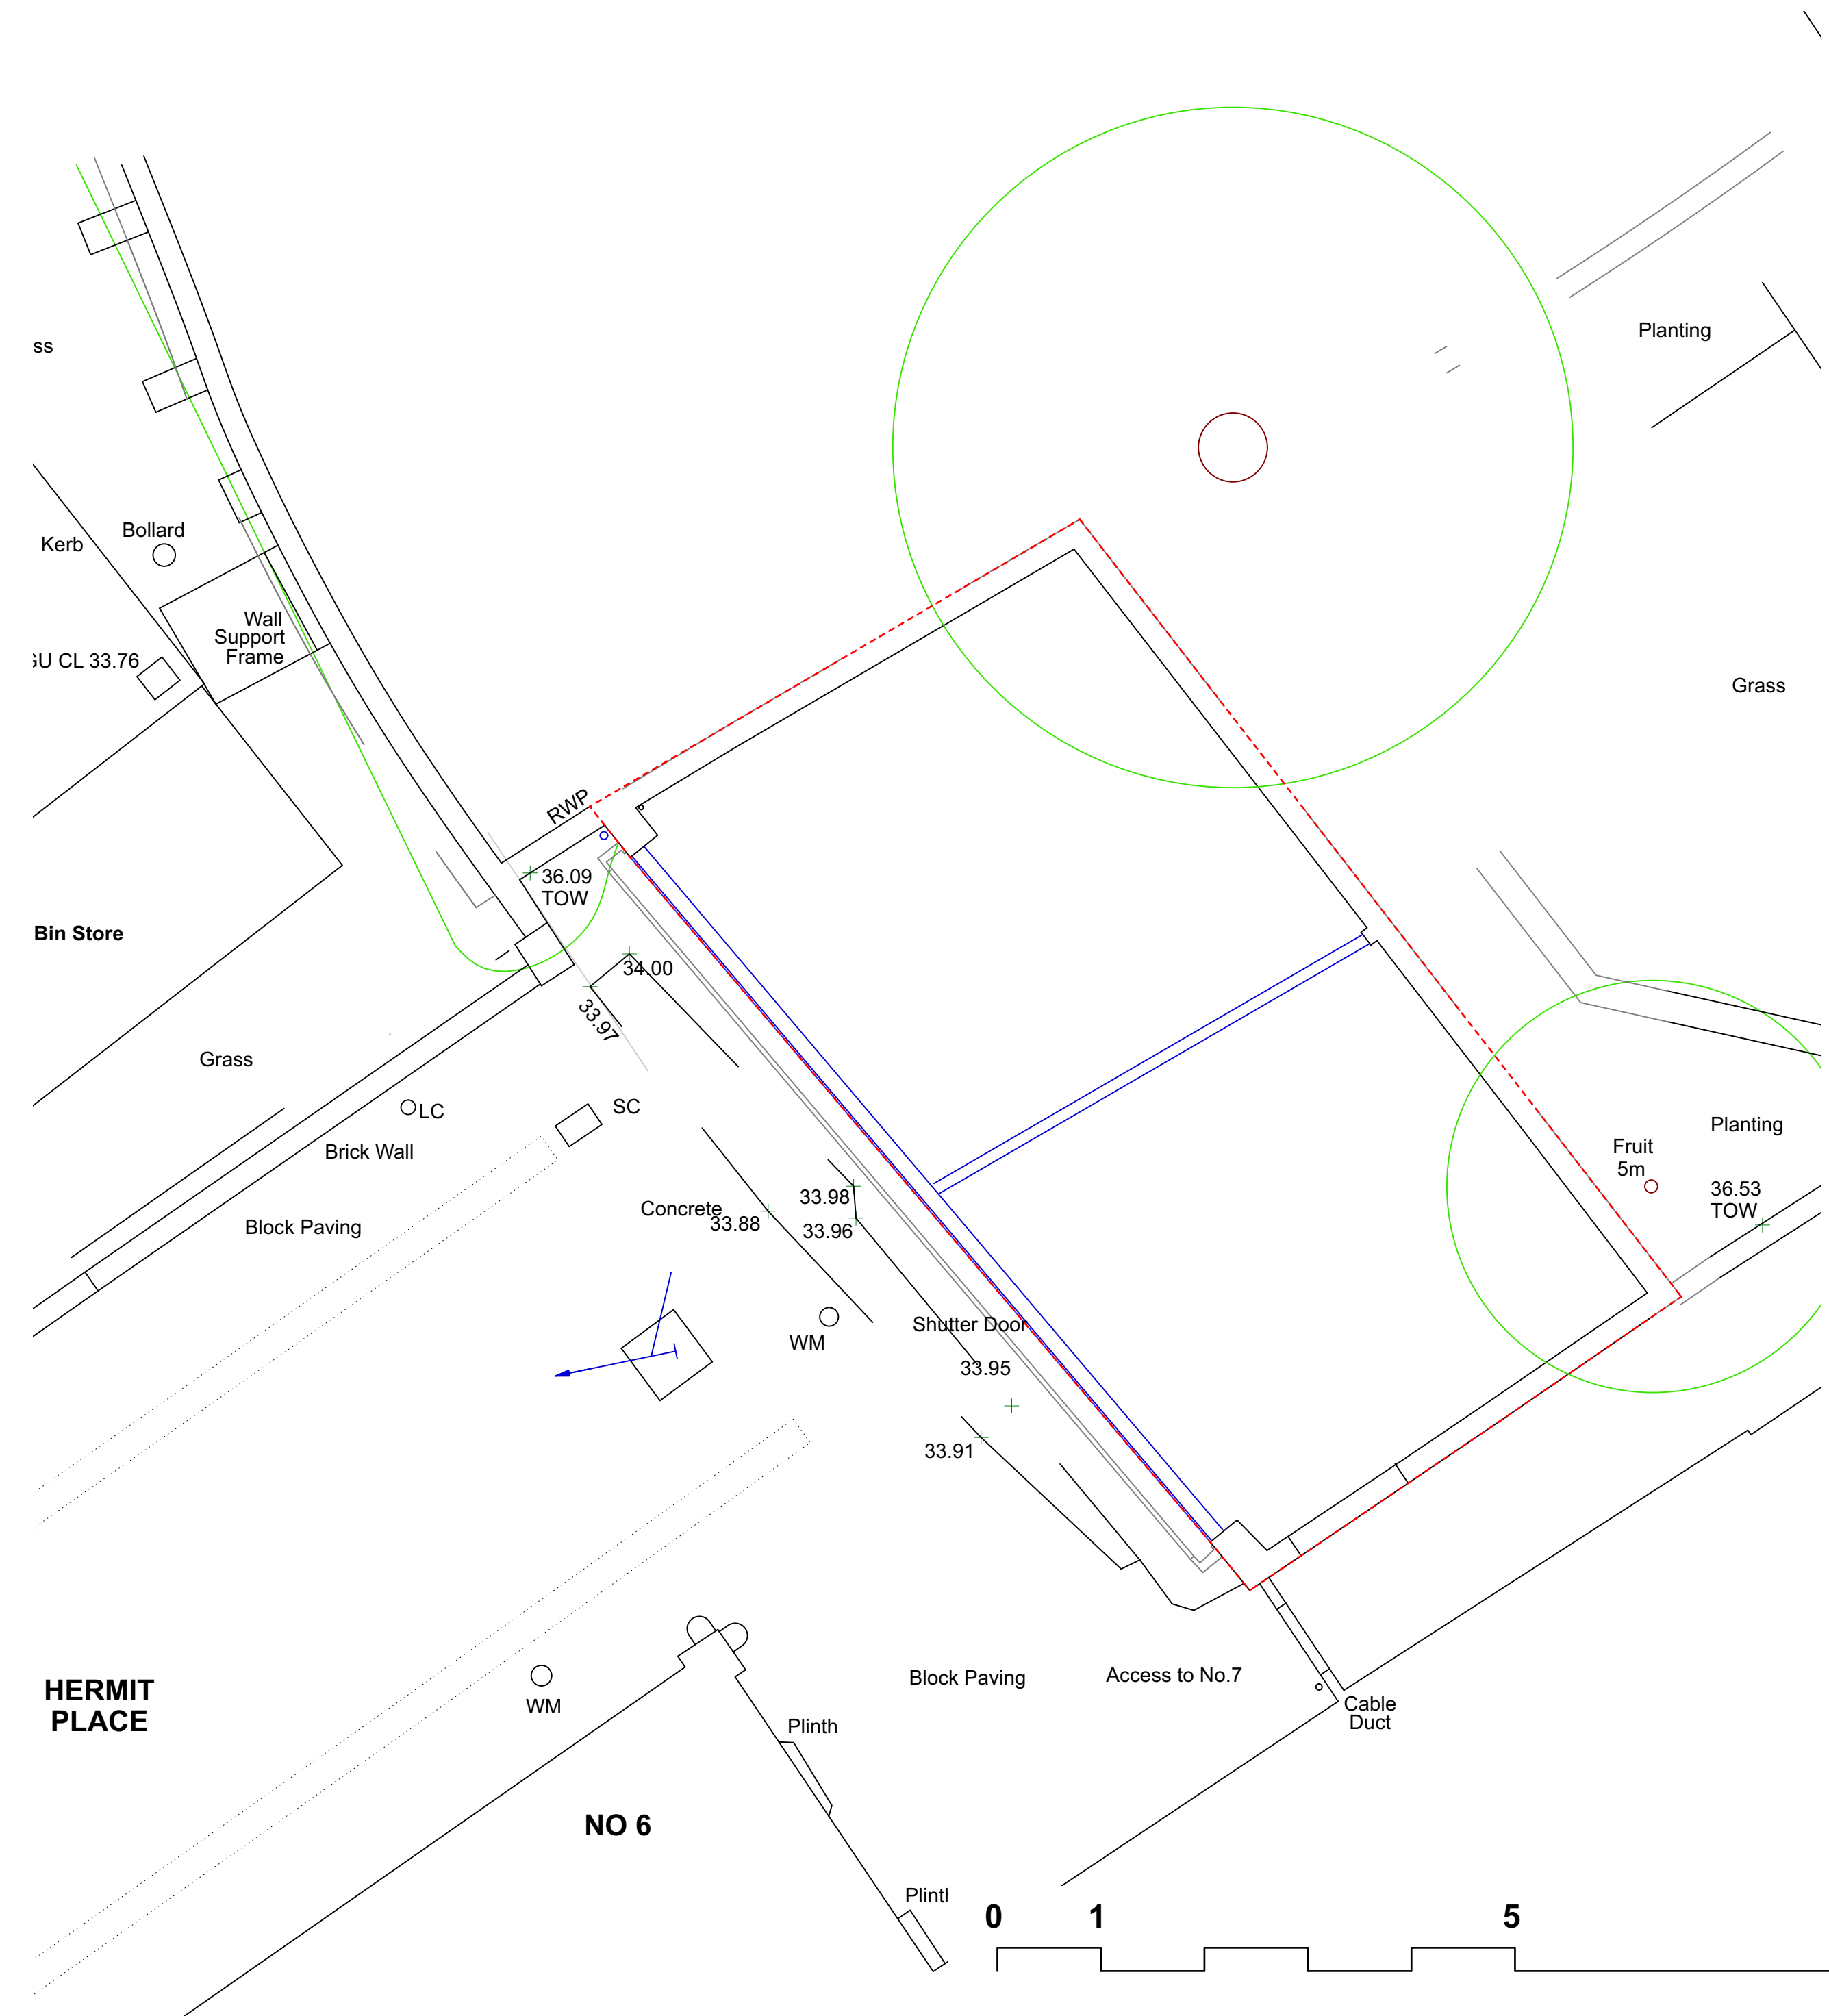 Planting
ss
Bollard
Kerb
Wall
Support
Frame
GU CL 33.76
Grass
RWP
36.09
TOW
Bin Store
34.00
33.97
Grass
LC
SC
Brick Wall
Planting
Fruit
5m
36.53
TOW
33.98
Concrete
33.88
33.96
Block Paving
Shutter Door
WM
33.95
33.91
HERMIT
PLACE
WM
Block Paving
Access to No.7
Cable
Duct
Plinth
NO 6
Plinth
0 1 5